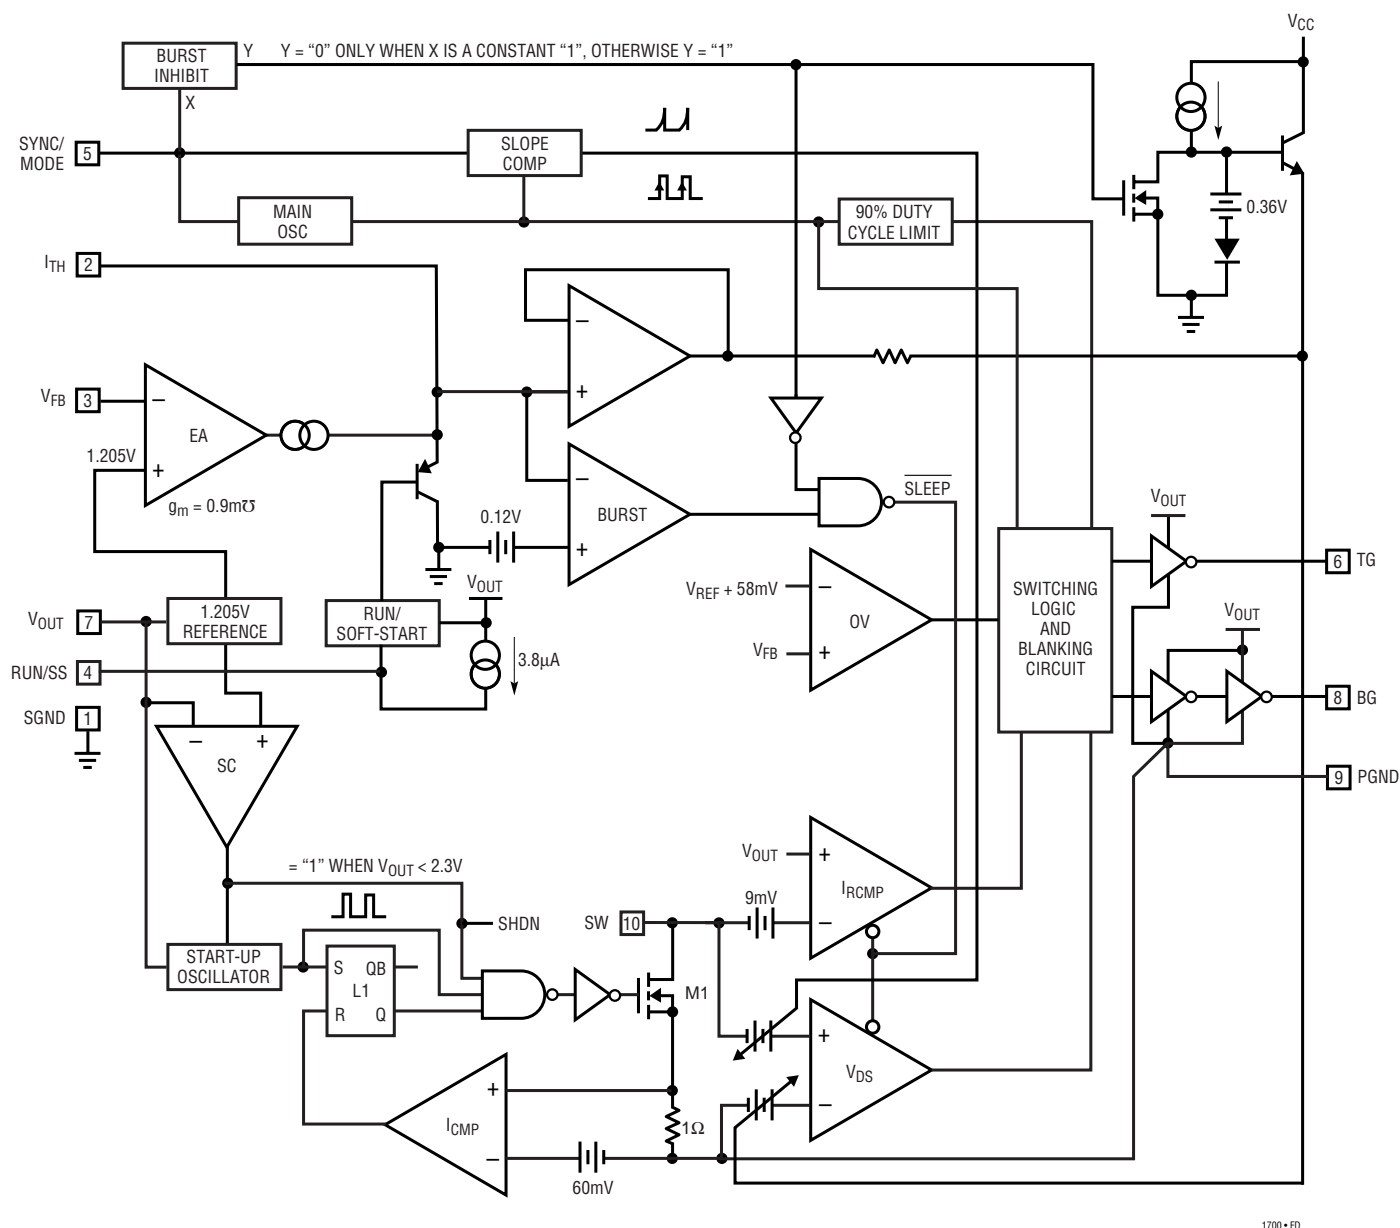 VCC
BURST
INHIBIT
Y
Y = “0” ONLY WHEN X IS A CONSTANT “1”, OTHERWISE Y = “1”
X
SYNC/
MODE
5
SLOPE
COMP
MAIN
OSC
90% DUTY
CYCLE LIMIT
0.36V
ITH
2
−
+
VFB
3
−
EA
1.205V
+
gm = 0.9m℧
−
BURST
+
0.12V
SLEEP
VOUT
TG
6
VREF + 58mV
−
OV
VFB
+
SWITCHING
LOGIC
AND
BLANKING
CIRCUIT
VOUT
VOUT
7
1.205V
REFERENCE
RUN/
SOFT-START
VOUT
3.8µA
RUN/SS
4
SGND
1
8
BG
−
+
SC
9
PGND
= “1” WHEN VOUT < 2.3V
VOUT
+
IRCMP
−
9mV
SW
10
SHDN
START-UP
OSCILLATOR
S
QB
L1
R
Q
M1
+
VDS
−
+
ICMP
−
1Ω
60mV
1700 • FD